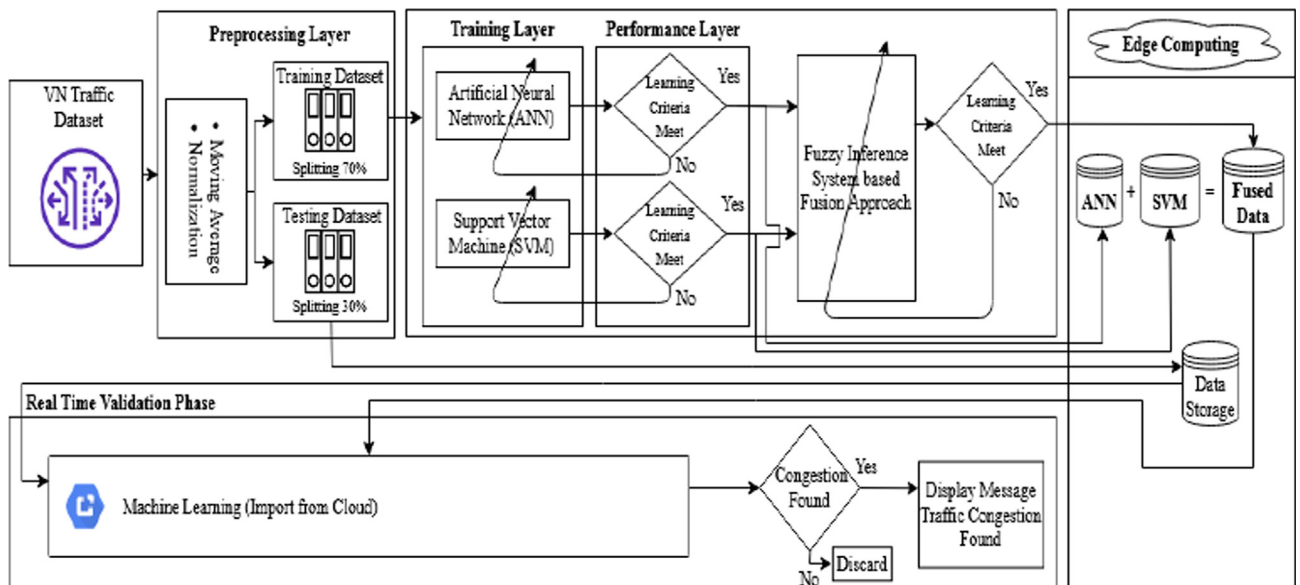 Preprocessing Layer
Training Layer
Performance Layer
Edge Computing
VN Traffic
Dataset
• Moving Average
• Normalization
Training Dataset
Splitting 70%
Testing Dataset
Splitting 30%
Artificial Neural
Network (ANN)
Support Vector
Machine (SVM)
Learning
Criteria
Meet
Yes
No
Learning
Criteria
Meet
Yes
No
Fuzzy Inference
System based
Fusion Approach
Learning
Criteria
Meet
Yes
No
ANN + SVM = Fused
Data
Data
Storage
Real Time Validation Phase
Machine Learning (Import from Cloud)
Congestion
Found
Yes
No
Discard
Display Message
Traffic Congestion
Found